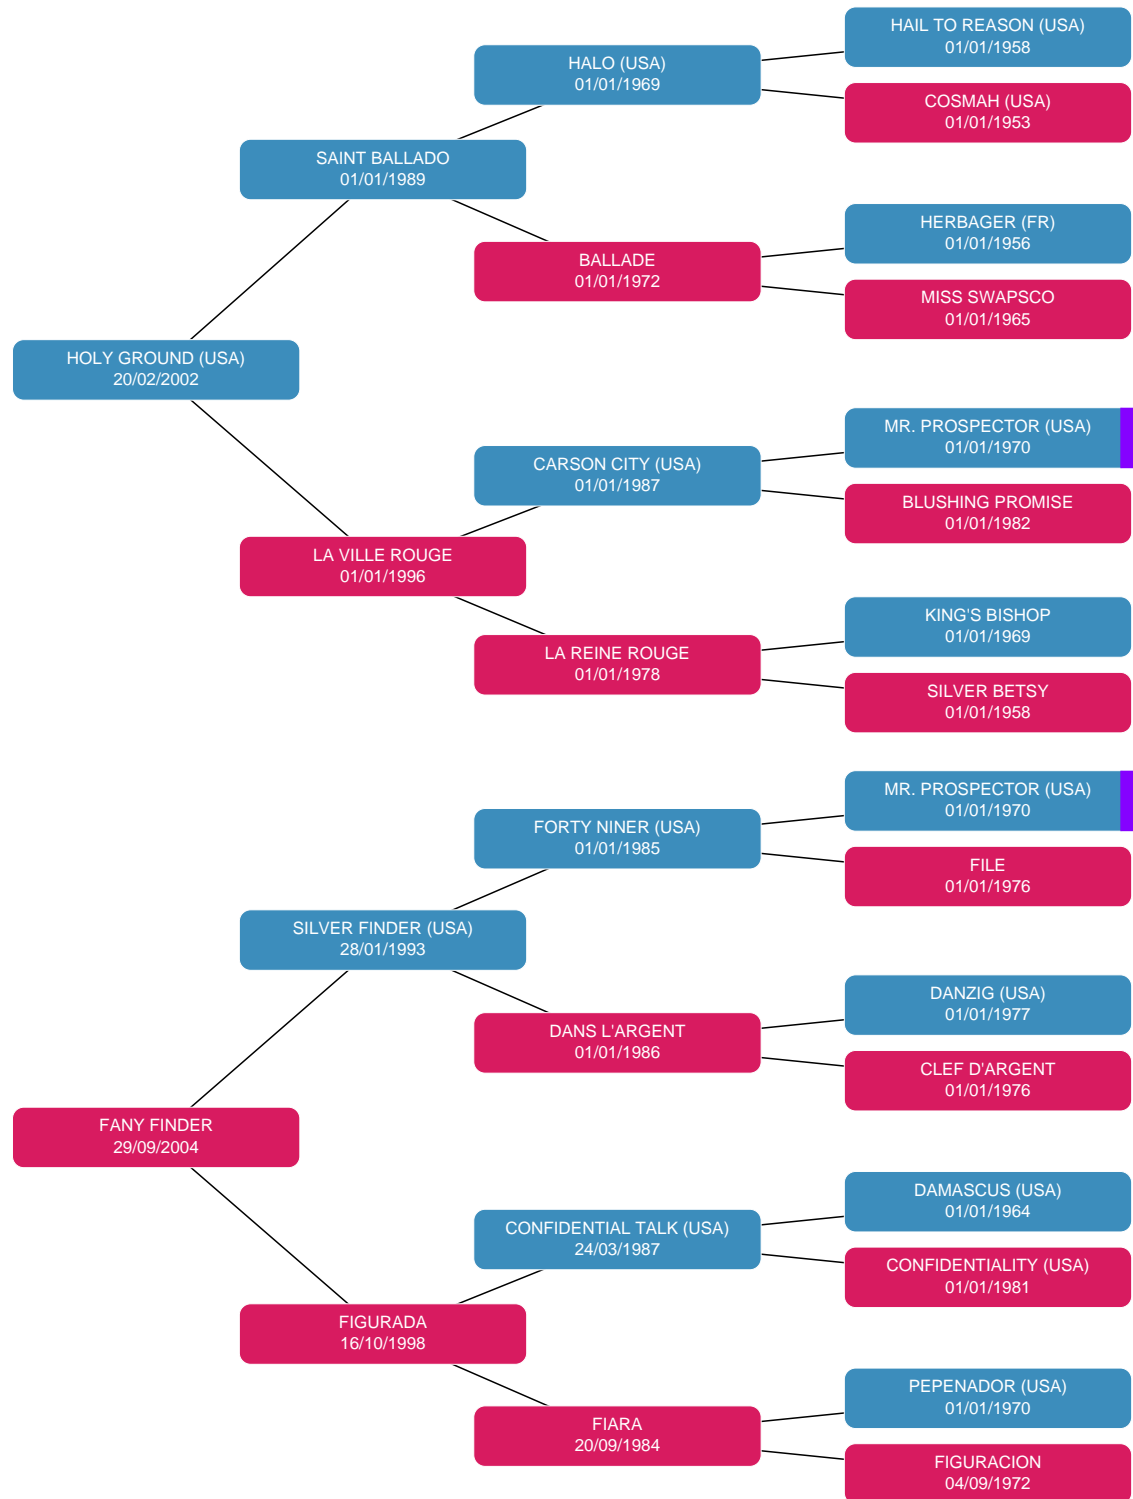 HAIL TO REASON (USA)
01/01/1958
HALO (USA)
01/01/1969
COSMAH (USA)
01/01/1953
SAINT BALLADO
01/01/1989
HERBAGER (FR)
01/01/1956
BALLADE
01/01/1972
MISS SWAPSCO
01/01/1965
HOLY GROUND (USA)
20/02/2002
MR. PROSPECTOR (USA)
01/01/1970
CARSON CITY (USA)
01/01/1987
BLUSHING PROMISE
01/01/1982
LA VILLE ROUGE
01/01/1996
KING'S BISHOP
01/01/1969
LA REINE ROUGE
01/01/1978
SILVER BETSY
01/01/1958
MR. PROSPECTOR (USA)
01/01/1970
FORTY NINER (USA)
01/01/1985
FILE
01/01/1976
SILVER FINDER (USA)
28/01/1993
DANZIG (USA)
01/01/1977
DANS L'ARGENT
01/01/1986
CLEF D'ARGENT
01/01/1976
FANY FINDER
29/09/2004
DAMASCUS (USA)
01/01/1964
CONFIDENTIAL TALK (USA)
24/03/1987
CONFIDENTIALITY (USA)
01/01/1981
FIGURADA
16/10/1998
PEPENADOR (USA)
01/01/1970
FIARA
20/09/1984
FIGURACION
04/09/1972